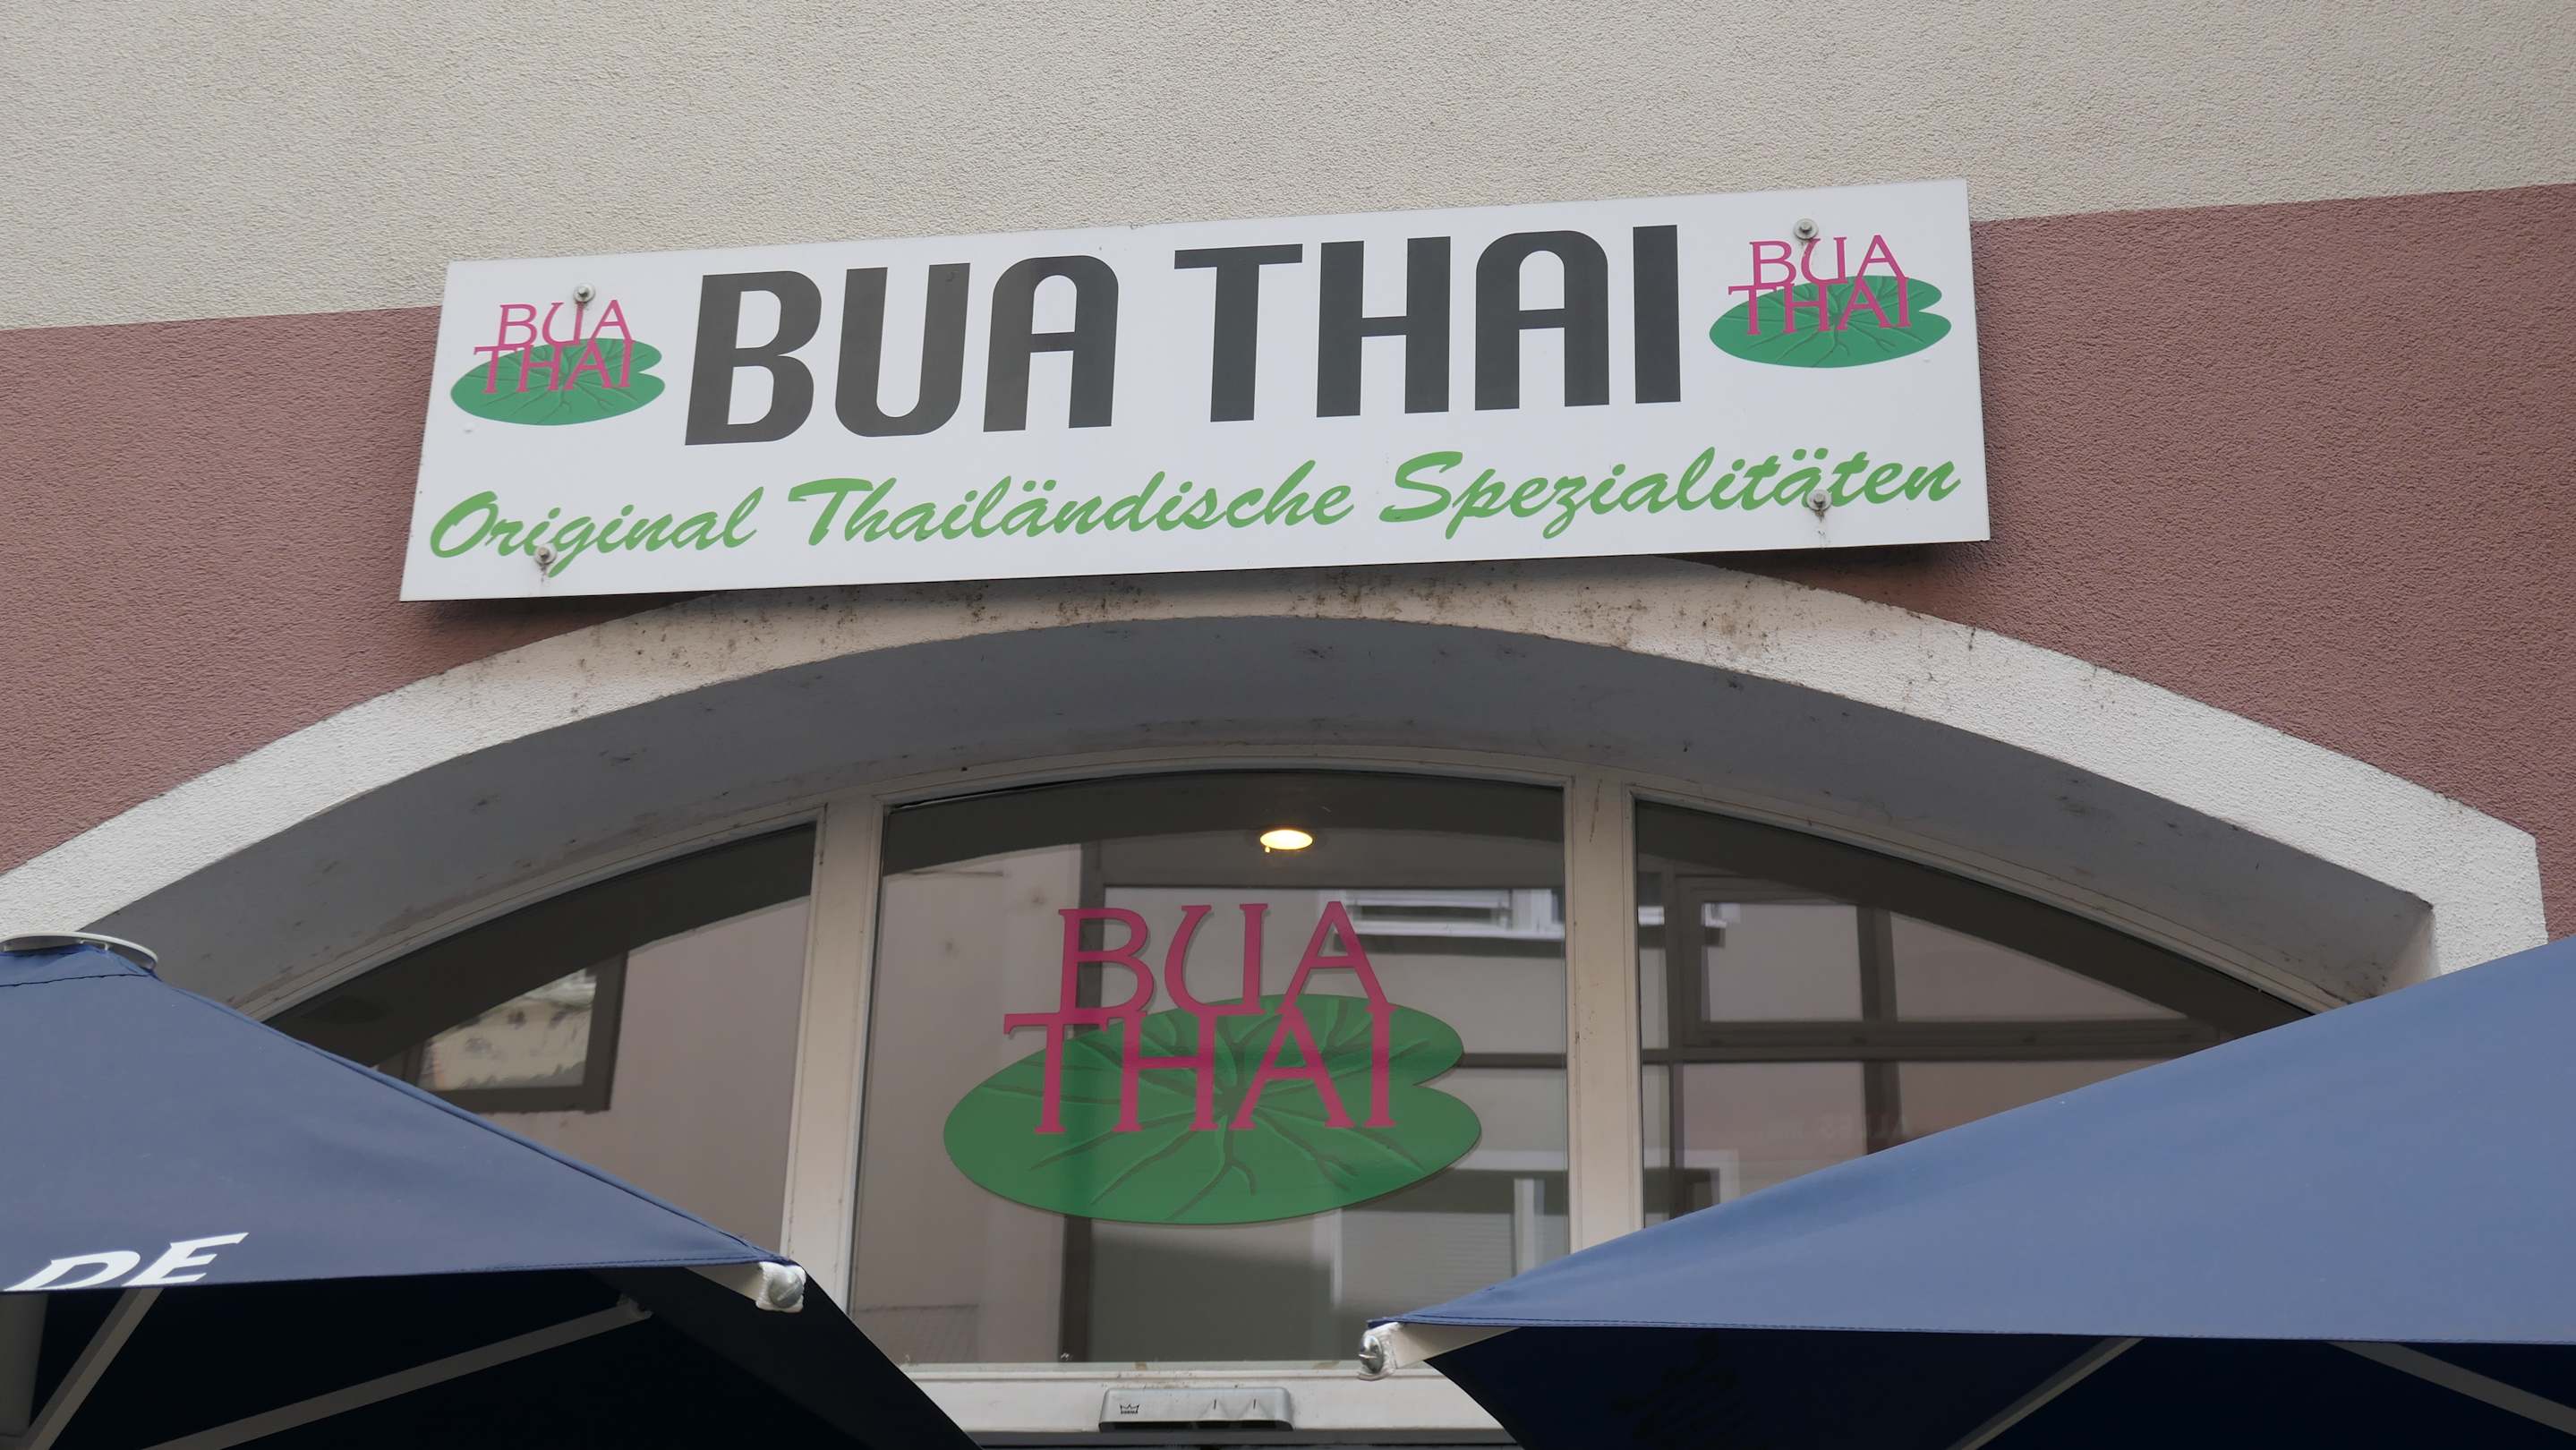 BUA
THAI
BUA THAI
BUA
THAI
Original Thailändische Spezialitäten
BUA
THAI
DE